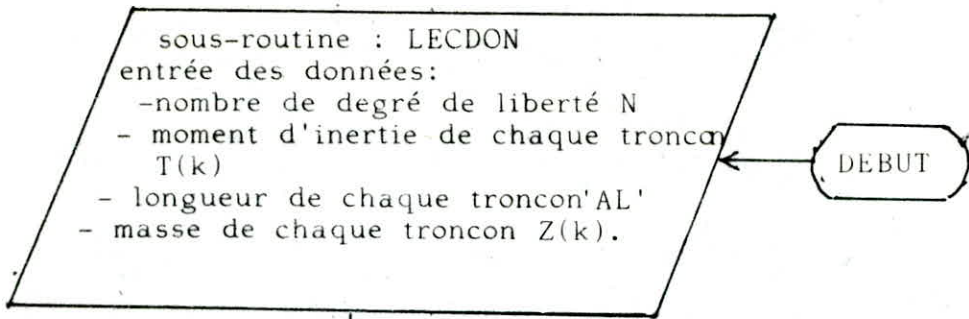 sous-routine : LECDON
entrée des données:
-nombre de degré de liberté N
- moment d'inertie de chaque troncon
T(k)
- longueur de chaque troncon'AL'
- masse de chaque troncon Z(k).
DEBUT